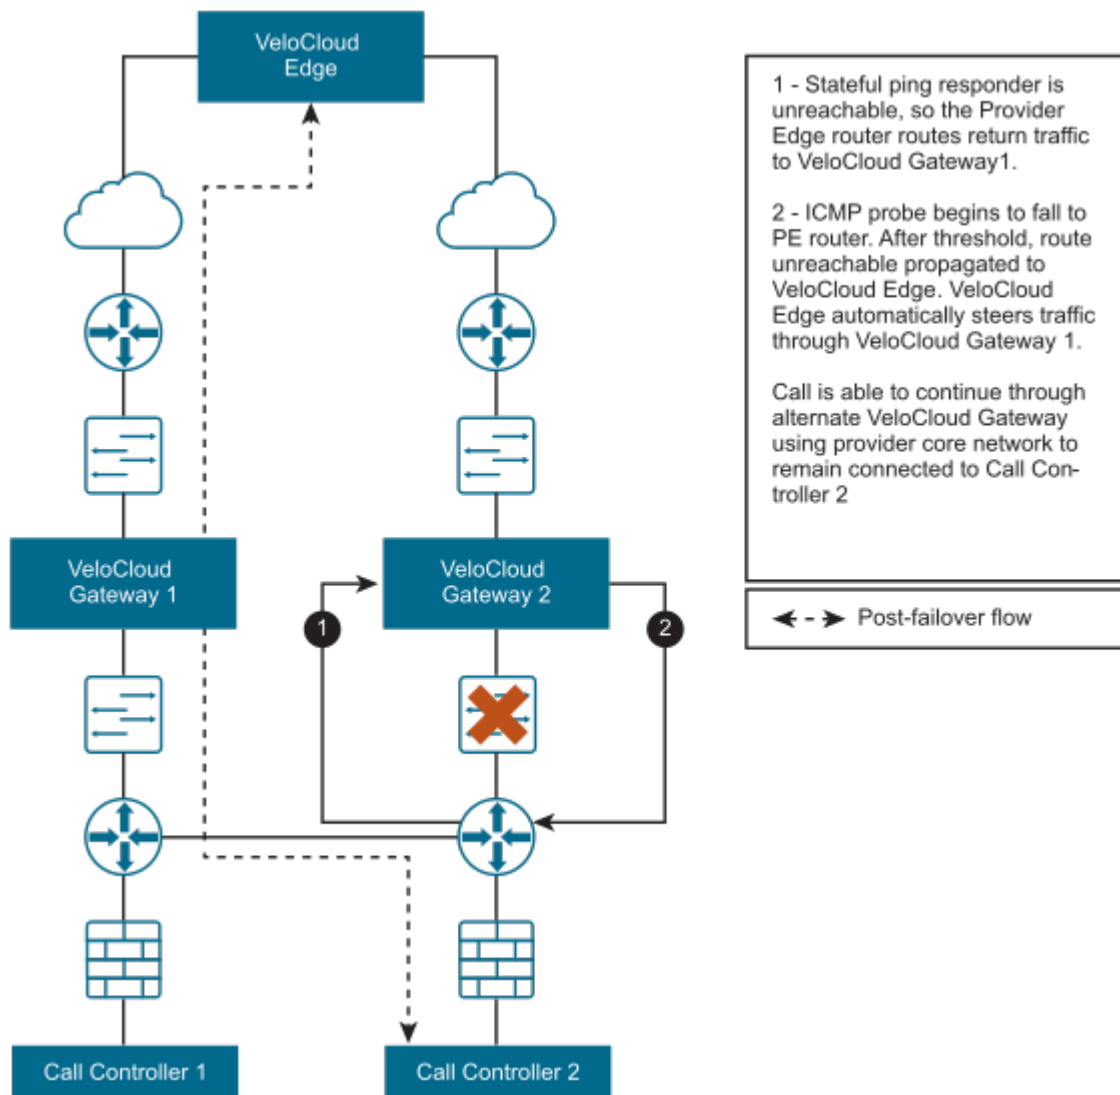 VeloCloud
Edge
1 - Stateful ping responder is
unreachable, so the Provider
Edge router routes return traffic
to VeloCloud Gateway1.
2 - ICMP probe begins to fall to
PE router. After threshold, route
unreachable propagated to
VeloCloud Edge. VeloCloud
Edge automatically steers traffic
through VeloCloud Gateway 1.
Call is able to continue through
alternate VeloCloud Gateway
using provider core network to
remain connected to Call Con-
troller 2
VeloCloud
Gateway 1
VeloCloud
Gateway 2
1
2
Post-failover flow
Call Controller 1
Call Controller 2